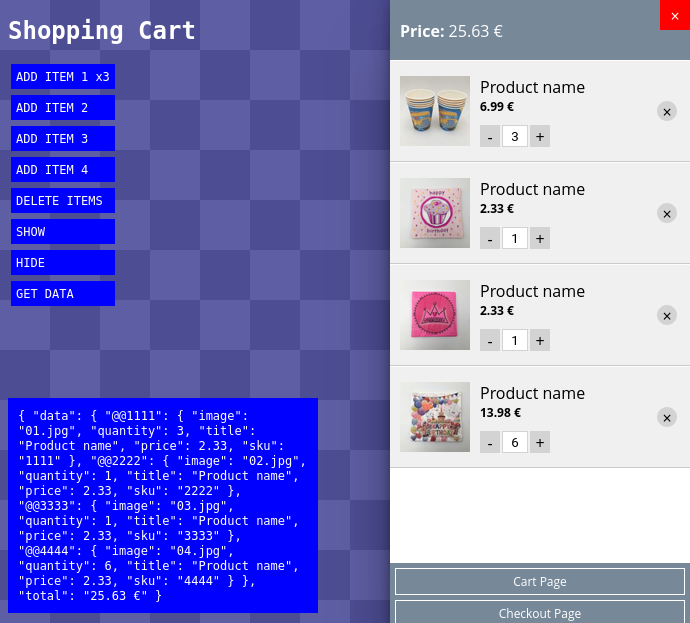 Shopping Cart
ADD ITEM 1 x3
ADD ITEM 2
ADD ITEM 3
ADD ITEM 4
DELETE ITEMS
SHOW
HIDE
GET DATA
{ "data": { "@@1111": { "image":
"01.jpg", "quantity": 3, "title":
"Product name", "price": 2.33, "sku":
"1111" }, "@@2222": { "image": "02.jpg",
"quantity": 1, "title": "Product name",
"price": 2.33, "sku": "2222" },
"@@3333": { "image": "03.jpg",
"quantity": 1, "title": "Product name",
"price": 2.33, "sku": "3333" },
"@@4444": { "image": "04.jpg",
"quantity": 6, "title": "Product name",
"price": 2.33, "sku": "4444" } },
"total": "25.63 €" }
×
Price: 25.63 €
Product name
6.99 €
- 3 +
×
Product name
2.33 €
- 1 +
×
HAPPY
BIRTHDAY
Product name
2.33 €
- 1 +
×
Product name
13.98 €
- 6 +
×
HAPPY
BIRTHDAY
Cart Page
Checkout Page